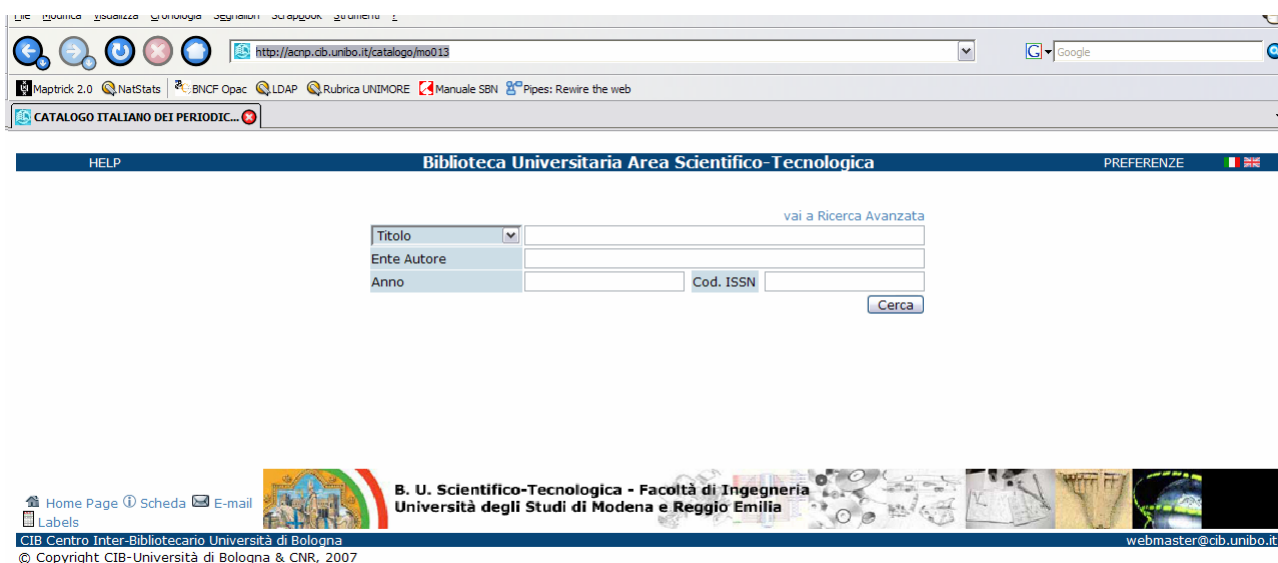 File Modifica Visualizza Cronologia Segnalibri ScrapBook Strumenti ?
http://acnp.cib.unibo.it/catalogo/mo013
G Google
Maptrick 2.0 NatStats BNCF Opac LDAP Rubrica UNIMORE Manuale SBN Pipes: Rewire the web
CATALOGO ITALIANO DEI PERIODIC...
HELP Biblioteca Universitaria Area Scientifico-Tecnologica PREFERENZE
vai a Ricerca Avanzata
Titolo
Ente Autore
Anno Cod. ISSN
Cerca
B. U. Scientifico-Tecnologica - Facoltà di Ingegneria
Università degli Studi di Modena e Reggio Emilia
Home Page Scheda E-mail
Labels
CIB Centro Inter-Bibliotecario Università di Bologna webmaster@cib.unibo.it
© Copyright CIB-Università di Bologna & CNR, 2007